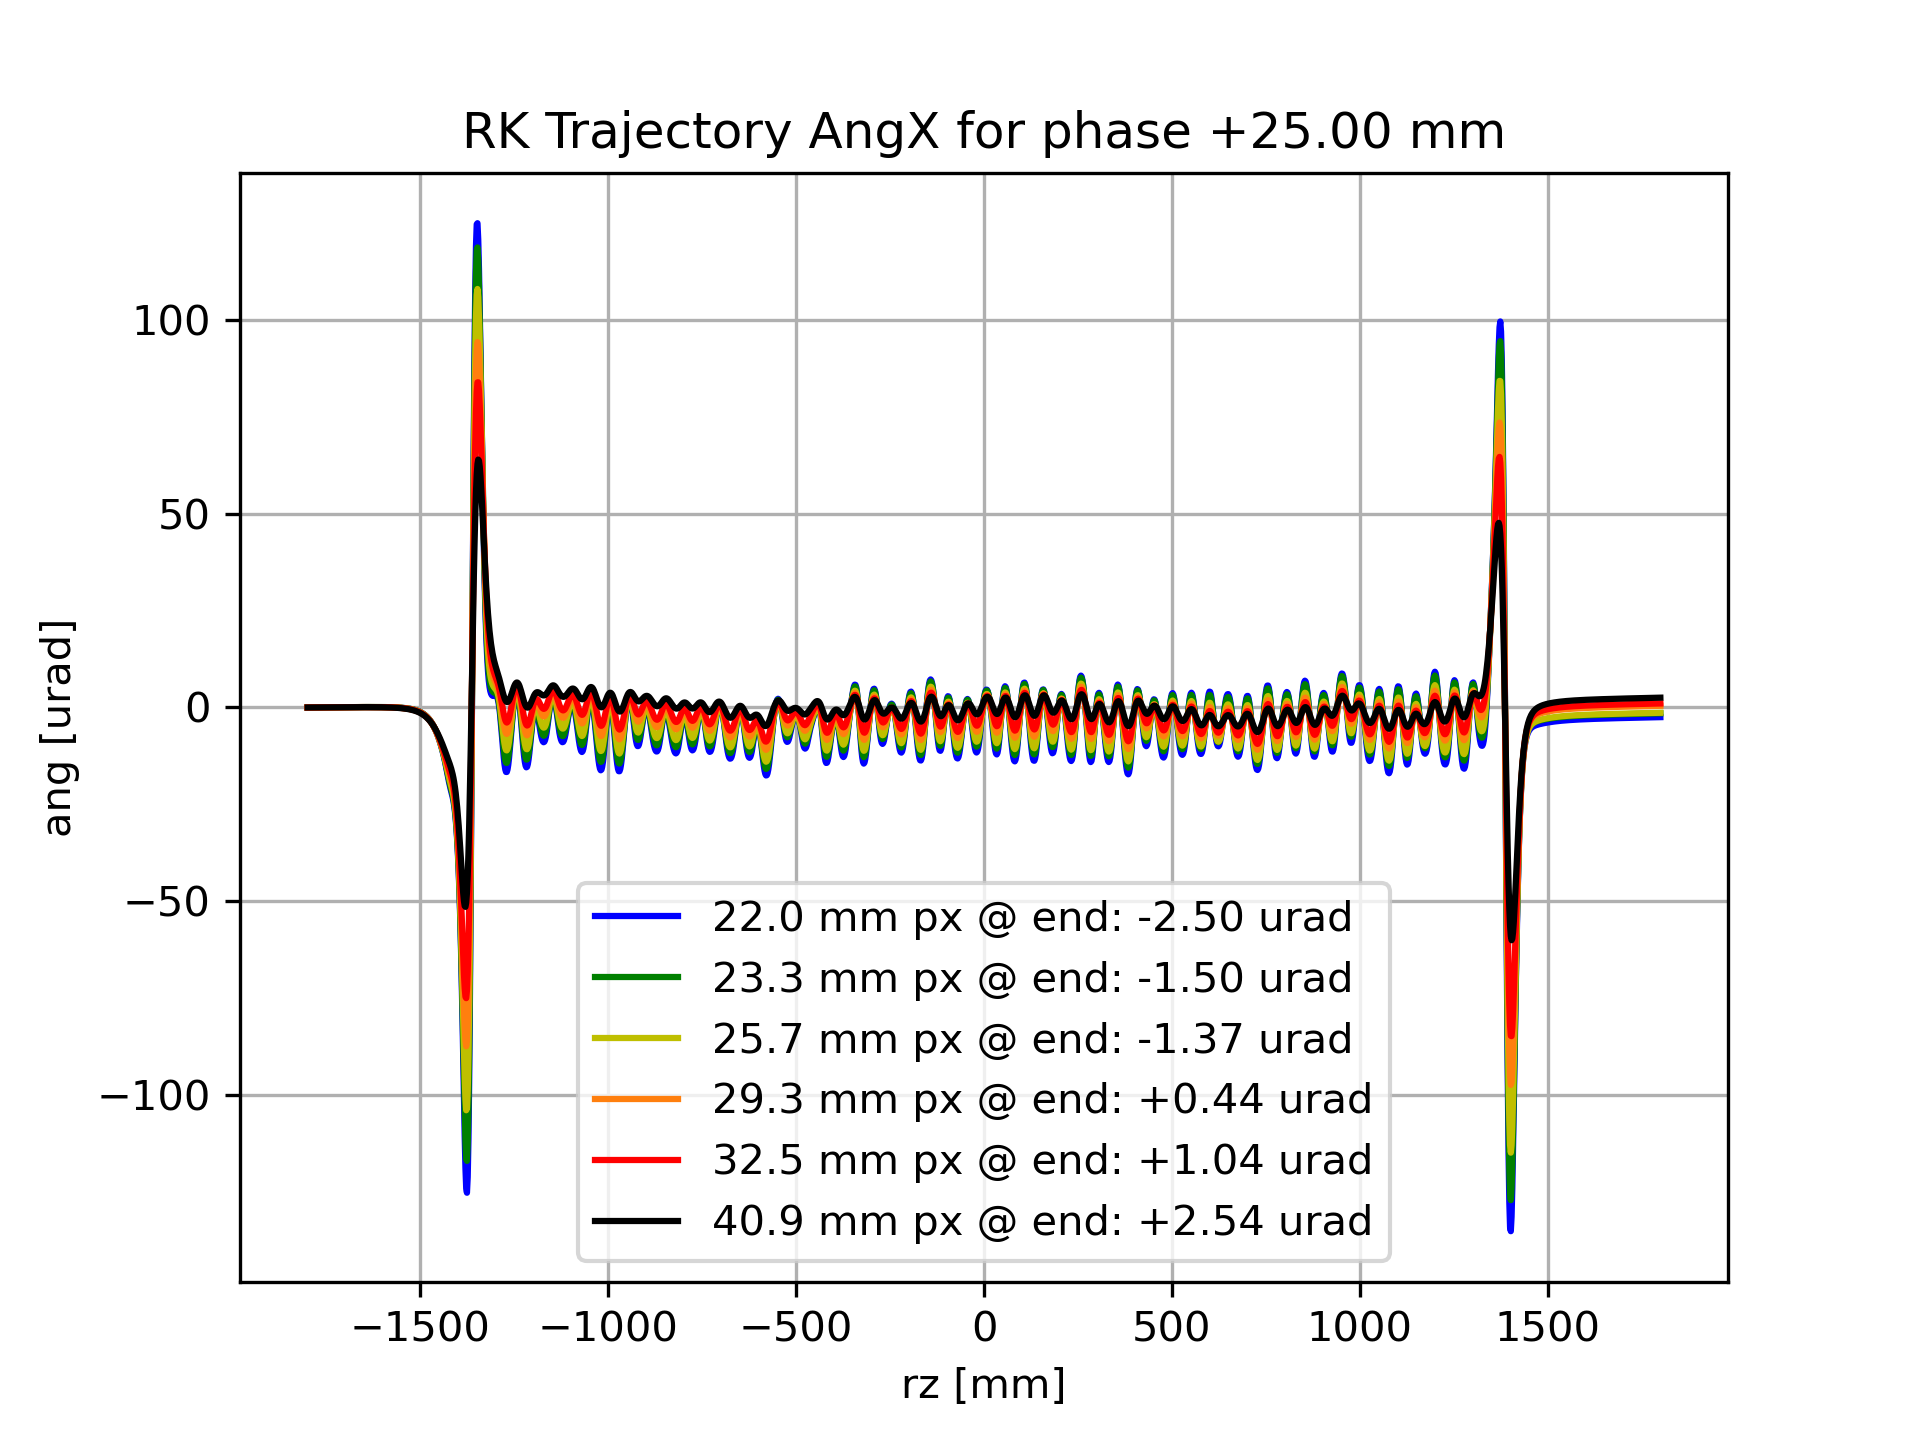 RK Trajectory AngX for phase +25.00 mm
ang [urad]
100
50
0
−50
−100
22.0 mm px @ end: -2.50 urad
23.3 mm px @ end: -1.50 urad
25.7 mm px @ end: -1.37 urad
29.3 mm px @ end: +0.44 urad
32.5 mm px @ end: +1.04 urad
40.9 mm px @ end: +2.54 urad
−1500 −1000 −500 0 500 1000 1500
rz [mm]